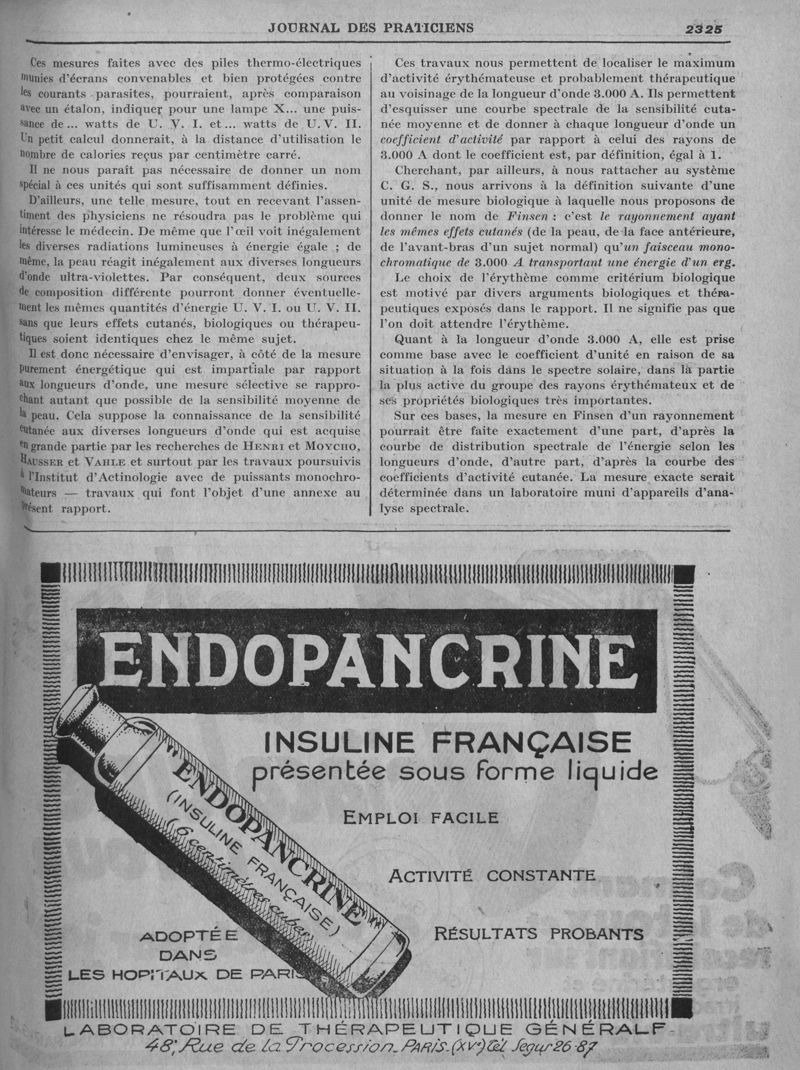 JOURNAL DES PRATICIENS
2325
Ces mesures faites avec des piles thermo-électriques
munies d'écrans convenables et bien protégées contre
les courants parasites, pourraient, après comparaison
avec un étalon, indiquer pour une lampe X... une puis-
sance de... watts de U. V. I. et... watts de U. V. II.
Un petit calcul donnerait, à la distance d'utilisation le
nombre de calories reçus par centimètre carré.
Il ne nous paraît pas nécessaire de donner un nom
spécial à ces unités qui sont suffisamment définies.
D'ailleurs, une telle mesure, tout en recevant l'assen-
timent des physiciens ne résoudra pas le problème qui
intéresse le médecin. De même que l'œil voit inégalement
les diverses radiations lumineuses à énergie égale ; de
même, la peau réagit inégalement aux diverses longueurs
d'onde ultra-violettes. Par conséquent, deux sources
de composition différente pourront donner éventuelle-
ment les mêmes quantités d'énergie U. V. I. ou U. V. II.
sans que leurs effets cutanés, biologiques ou thérapeu-
tiques soient identiques chez le même sujet.
Il est donc nécessaire d'envisager, à côté de la mesure
purement énergétique qui est impartiale par rapport
aux longueurs d'onde, une mesure sélective se rappro-
chant autant que possible de la sensibilité moyenne de
la peau. Cela suppose la connaissance de la sensibilité
cutanée aux diverses longueurs d'onde qui est acquise
en grande partie par les recherches de HENRI et MOYCHO,
HAUSSER et VAHLE et surtout par les travaux poursuivis
à l'Institut d'Actinologie avec de puissants monochro-
mateurs — travaux qui font l'objet d'une annexe au
présent rapport.
Ces travaux nous permettent de localiser le maximum
d'activité érythémateuse et probablement thérapeutique
au voisinage de la longueur d'onde 3.000 A. Ils permettent
d'esquisser une courbe spectrale de la sensibilité cuta-
née moyenne et de donner à chaque longueur d'onde un
coefficient d'activité par rapport à celui des rayons de
3.000 A dont le coefficient est, par définition, égal à 1.
Cherchant, par ailleurs, à nous rattacher au système
C. G. S., nous arrivons à la définition suivante d'une
unité de mesure biologique à laquelle nous proposons de
donner le nom de Finsen : c'est le rayonnement ayant
les mêmes effets cutanés (de la peau, de la face antérieure,
de l'avant-bras d'un sujet normal) qu'un faisceau mono-
chromatique de 3.000 A transportant une énergie d'un erg.
Le choix de l'érythème comme critérium biologique
est motivé par divers arguments biologiques et théra-
peutiques exposés dans le rapport. Il ne signifie pas que
l'on doit attendre l'érythème.
Quant à la longueur d'onde 3.000 A, elle est prise
comme base avec le coefficient d'unité en raison de sa
situation à la fois dans le spectre solaire, dans la partie
la plus active du groupe des rayons érythémateux et de
ses propriétés biologiques très importantes.
Sur ces bases, la mesure en Finsen d'un rayonnement
pourrait être faite exactement d'une part, d'après la
courbe de distribution spectrale de l'énergie selon les
longueurs d'onde, d'autre part, d'après la courbe des
coefficients d'activité cutanée. La mesure exacte serait
déterminée dans un laboratoire muni d'appareils d'ana-
lyse spectrale.
ENDOPANCRINE
INSULINE FRANÇAISE
présentée sous forme liquide
EMPLOI FACILE
ACTIVITÉ CONSTANTE
RÉSULTATS PROBANTS
"ENDOPANCRINE"
(INSULINE FRANÇAISE)
(6 centimètres cubes)
ADOPTÉE
DANS
LES HOPITAUX DE PARIS
LABORATOIRE DE THÉRAPEUTIQUE GÉNÉRALE
48, Rue de la Procession_ PARIS_(XVe) Tél. Segur 26-87